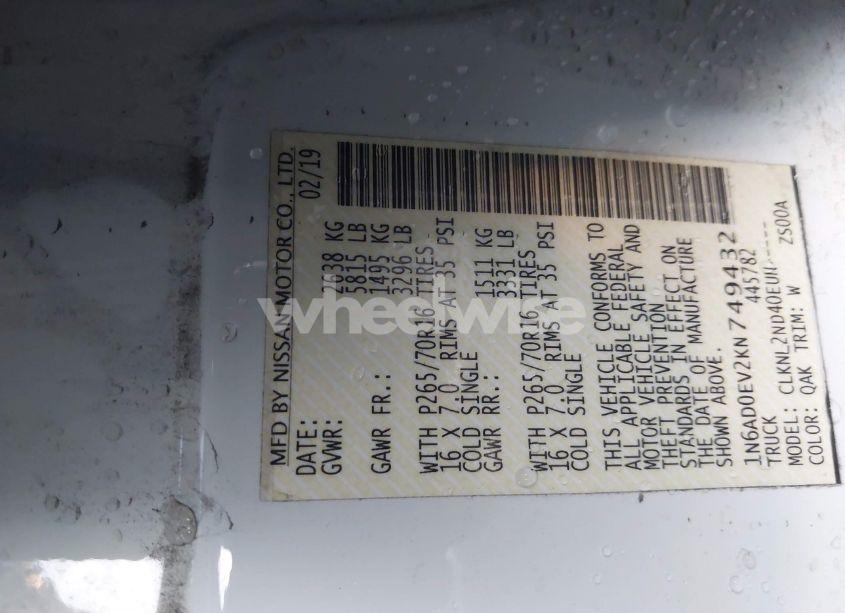 MFD BY NISSAN MOTOR CO., LTD.
DATE: 02/19
GVWR: 2638 KG
5815 LB
GAWR FR.: 1495 KG
3296 LB
WITH P265/70R16 TIRES
16 X 7.0 RIMS AT 35 PSI
COLD SINGLE
GAWR RR.: 1511 KG
3331 LB
WITH P265/70R16 TIRES
16 X 7.0 RIMS AT 35 PSI
COLD SINGLE
THIS VEHICLE CONFORMS TO
ALL APPLICABLE FEDERAL
MOTOR VEHICLE SAFETY AND
THEFT PREVENTION
STANDARDS IN EFFECT ON
THE DATE OF MANUFACTURE
SHOWN ABOVE.
1N6AD0EV2KN749432
TRUCK 445782
MODEL: CLKNL2ND40EUN-----
COLOR: QAK TRIM: W ZS00A
wheelwise